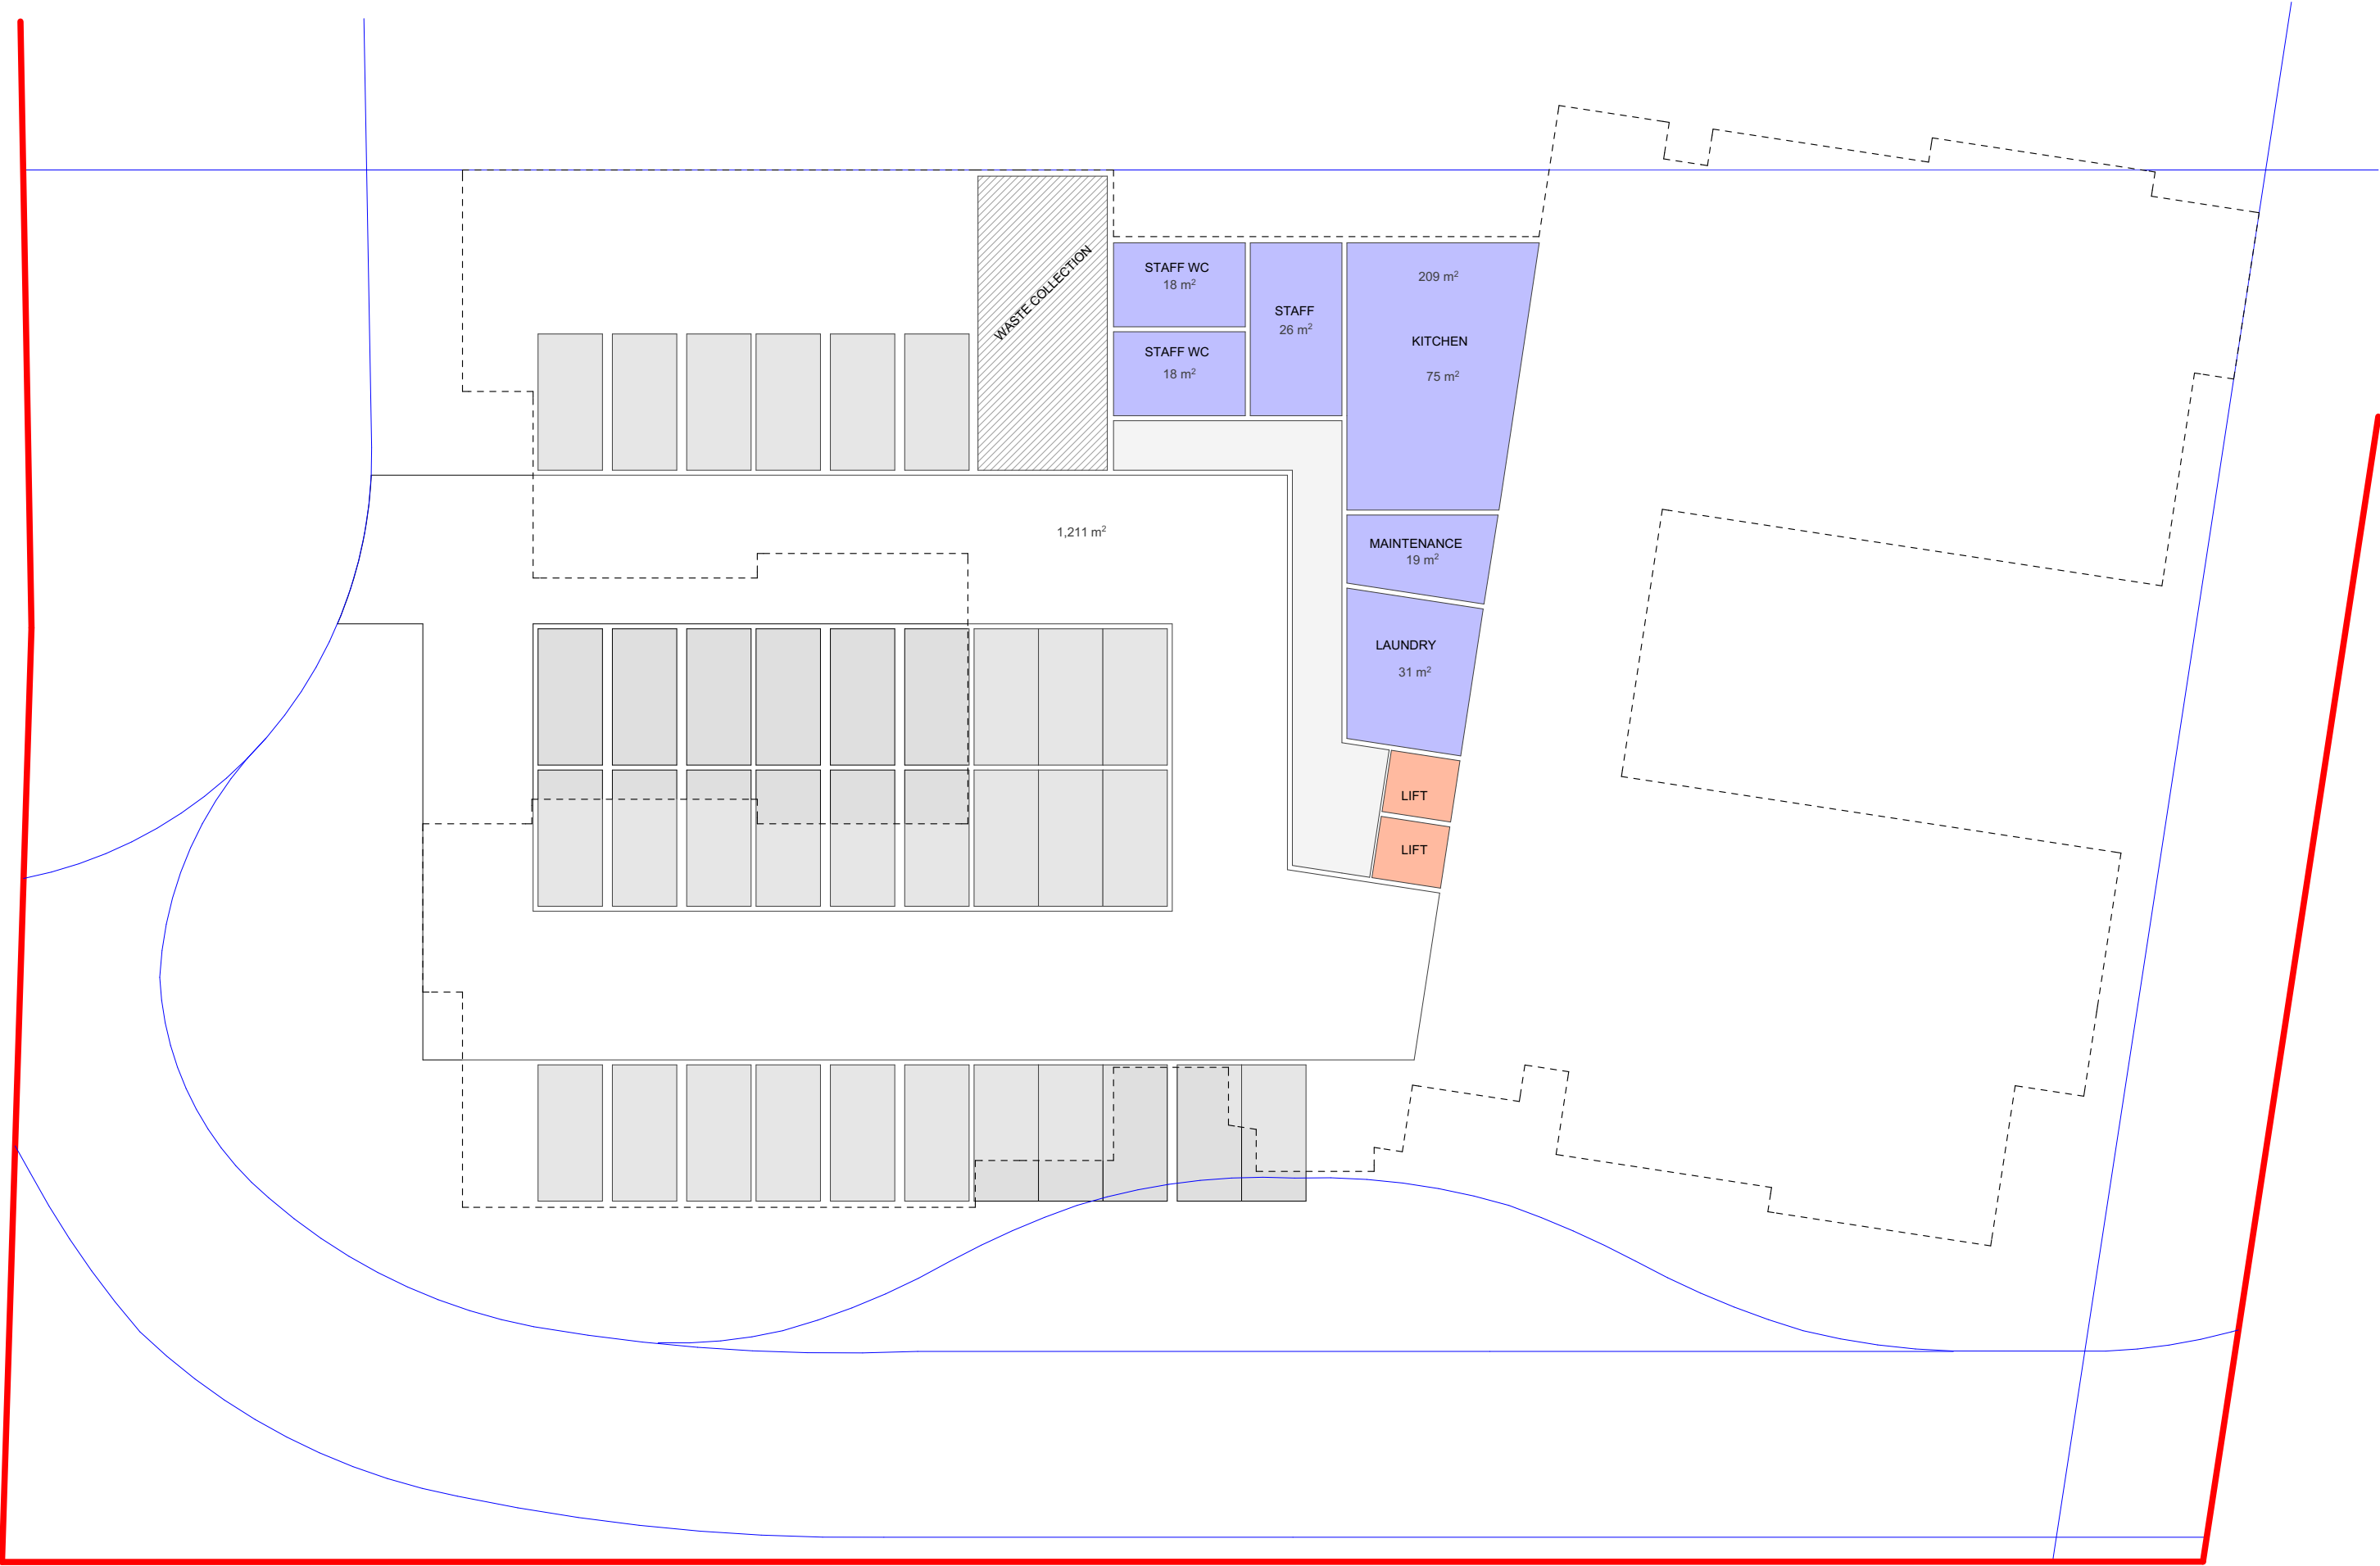 WASTE COLLECTION
STAFF WC
18 m²
STAFF WC
18 m²
STAFF
26 m²
209 m²
KITCHEN
75 m²
1,211 m²
MAINTENANCE
19 m²
LAUNDRY
31 m²
LIFT
LIFT